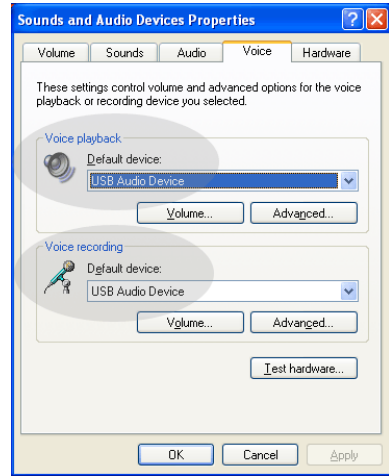 Sounds and Audio Devices Properties
Volume Sounds Audio Voice Hardware
These settings control volume and advanced options for the voice
playback or recording device you selected.
Voice playback
Default device:
USB Audio Device
Volume... Advanced...
Voice recording
Default device:
USB Audio Device
Volume... Advanced...
Test hardware...
OK Cancel Apply